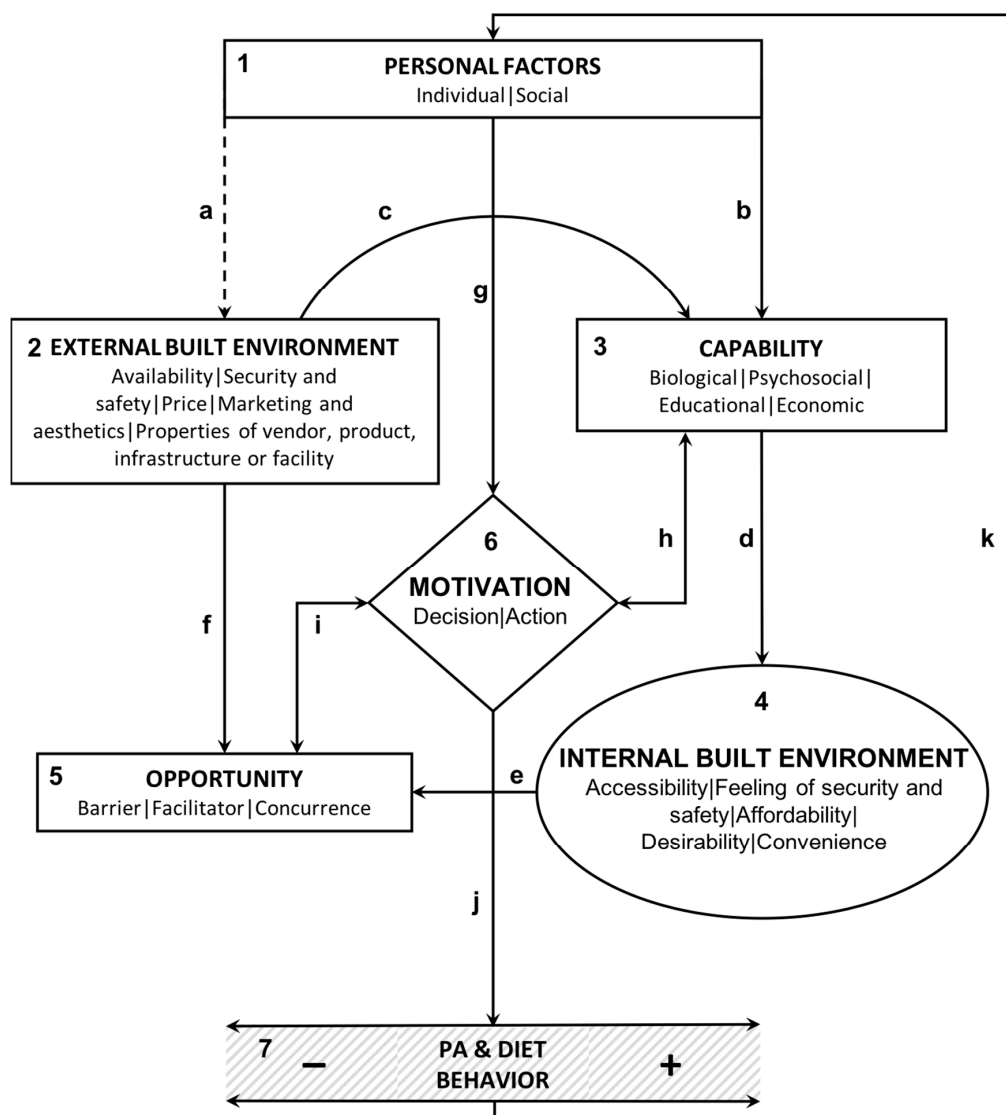 1
PERSONAL FACTORS
Individual|Social
a
c
b
g
2 EXTERNAL BUILT ENVIRONMENT
Availability|Security and
safety|Price|Marketing and
aesthetics|Properties of vendor, product,
infrastructure or facility
3
CAPABILITY
Biological|Psychosocial|
Educational|Economic
6
MOTIVATION
Decision|Action
h
d
k
f
i
4
INTERNAL BUILT ENVIRONMENT
Accessibility|Feeling of security and
safety|Affordability|
Desirability|Convenience
5
OPPORTUNITY
Barrier|Facilitator|Concurrence
e
j
7
−
PA & DIET
BEHAVIOR
+